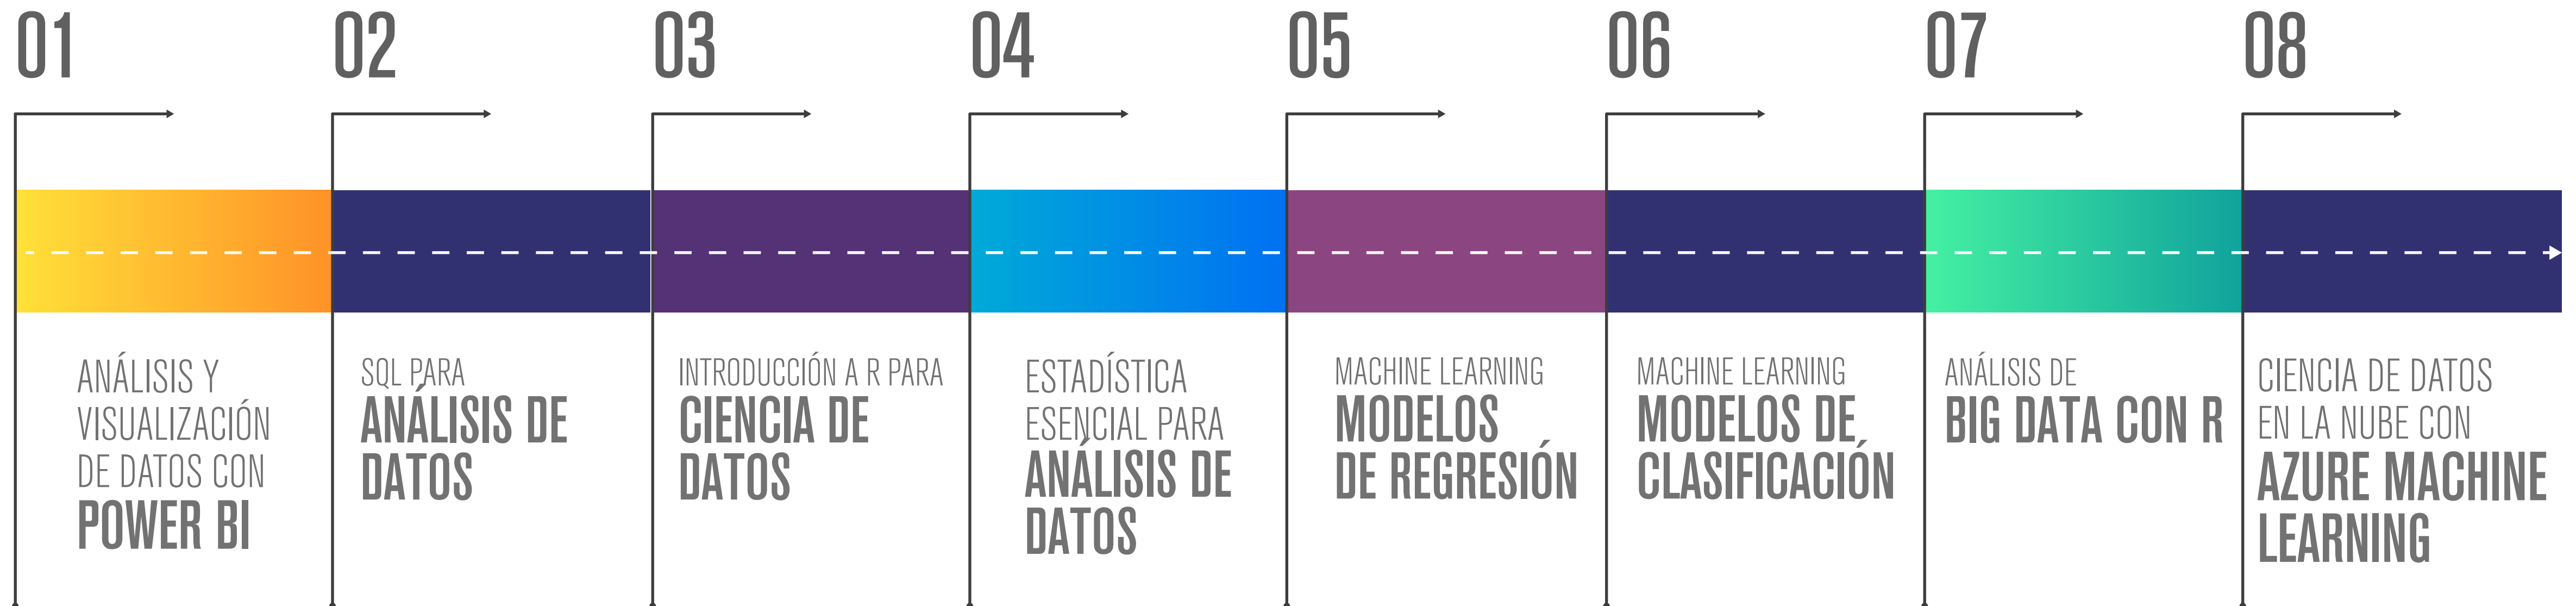 01
ANÁLISIS Y
VISUALIZACIÓN
DE DATOS CON
POWER BI
02
SQL PARA
ANÁLISIS DE
DATOS
03
INTRODUCCIÓN A R PARA
CIENCIA DE
DATOS
04
ESTADÍSTICA
ESENCIAL PARA
ANÁLISIS DE
DATOS
05
MACHINE LEARNING
MODELOS
DE REGRESIÓN
06
MACHINE LEARNING
MODELOS DE
CLASIFICACIÓN
07
ANÁLISIS DE
BIG DATA CON R
08
CIENCIA DE DATOS
EN LA NUBE CON
AZURE MACHINE
LEARNING